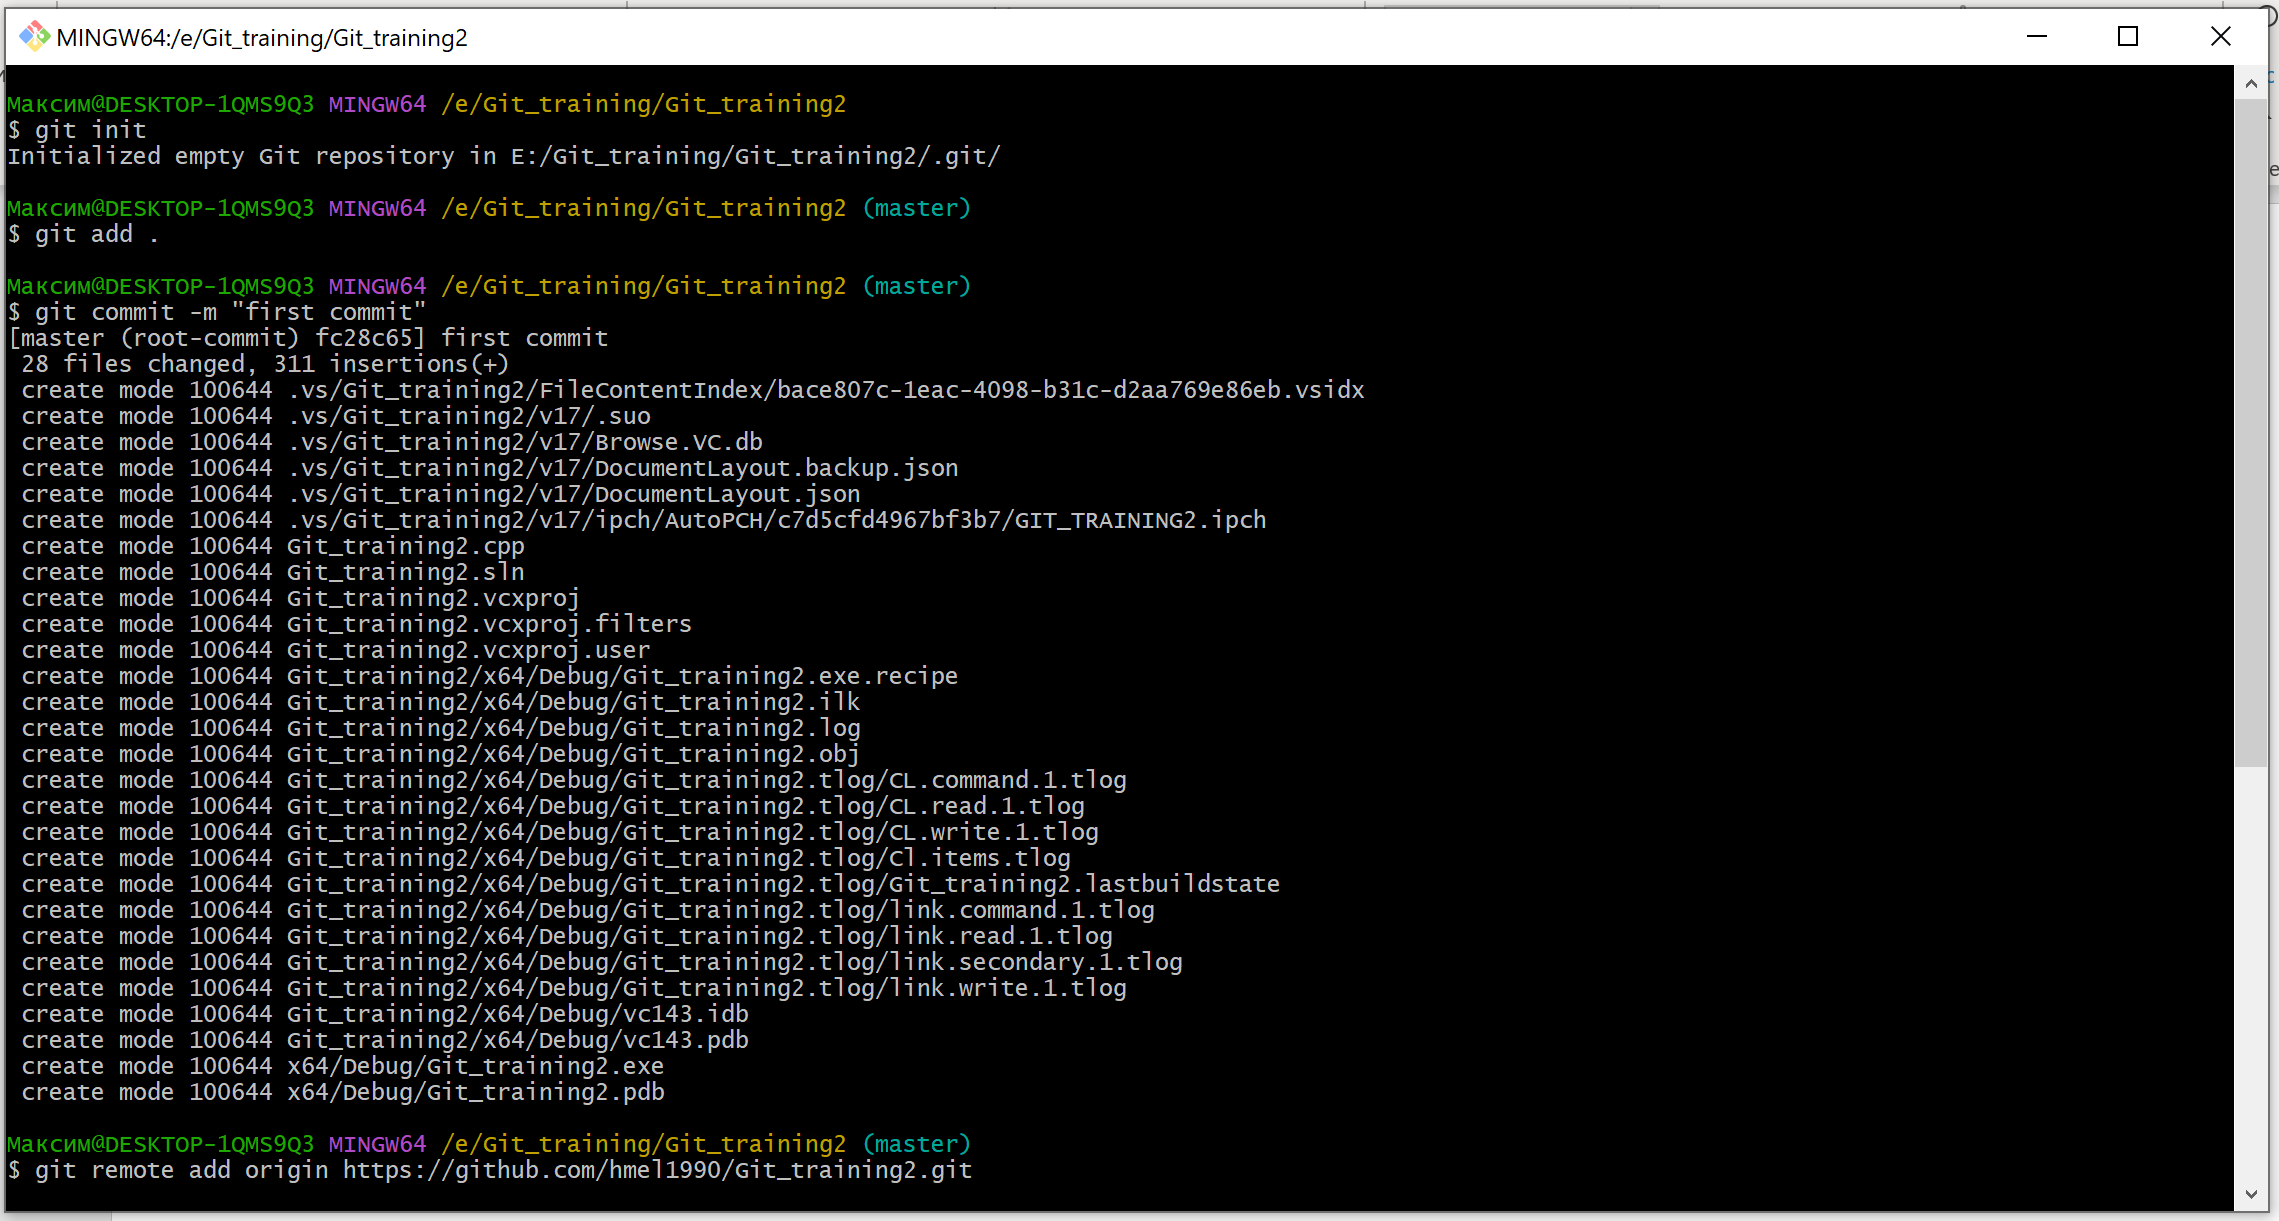 MINGW64:/e/Git_training/Git_training2
Максим@DESKTOP-1QMS9Q3 MINGW64 /e/Git_training/Git_training2
$ git init
Initialized empty Git repository in E:/Git_training/Git_training2/.git/
Максим@DESKTOP-1QMS9Q3 MINGW64 /e/Git_training/Git_training2 (master)
$ git add .
Максим@DESKTOP-1QMS9Q3 MINGW64 /e/Git_training/Git_training2 (master)
$ git commit -m "first commit"
[master (root-commit) fc28c65] first commit
28 files changed, 311 insertions(+)
create mode 100644 .vs/Git_training2/FileContentIndex/bace807c-1eac-4098-b31c-d2aa769e86eb.vsidx
create mode 100644 .vs/Git_training2/v17/.suo
create mode 100644 .vs/Git_training2/v17/Browse.VC.db
create mode 100644 .vs/Git_training2/v17/DocumentLayout.backup.json
create mode 100644 .vs/Git_training2/v17/DocumentLayout.json
create mode 100644 .vs/Git_training2/v17/ipch/AutoPCH/c7d5cfd4967bf3b7/GIT_TRAINING2.ipch
create mode 100644 Git_training2.cpp
create mode 100644 Git_training2.sln
create mode 100644 Git_training2.vcxproj
create mode 100644 Git_training2.vcxproj.filters
create mode 100644 Git_training2.vcxproj.user
create mode 100644 Git_training2/x64/Debug/Git_training2.exe.recipe
create mode 100644 Git_training2/x64/Debug/Git_training2.ilk
create mode 100644 Git_training2/x64/Debug/Git_training2.log
create mode 100644 Git_training2/x64/Debug/Git_training2.obj
create mode 100644 Git_training2/x64/Debug/Git_training2.tlog/CL.command.1.tlog
create mode 100644 Git_training2/x64/Debug/Git_training2.tlog/CL.read.1.tlog
create mode 100644 Git_training2/x64/Debug/Git_training2.tlog/CL.write.1.tlog
create mode 100644 Git_training2/x64/Debug/Git_training2.tlog/Cl.items.tlog
create mode 100644 Git_training2/x64/Debug/Git_training2.tlog/Git_training2.lastbuildstate
create mode 100644 Git_training2/x64/Debug/Git_training2.tlog/link.command.1.tlog
create mode 100644 Git_training2/x64/Debug/Git_training2.tlog/link.read.1.tlog
create mode 100644 Git_training2/x64/Debug/Git_training2.tlog/link.secondary.1.tlog
create mode 100644 Git_training2/x64/Debug/Git_training2.tlog/link.write.1.tlog
create mode 100644 Git_training2/x64/Debug/vc143.idb
create mode 100644 Git_training2/x64/Debug/vc143.pdb
create mode 100644 x64/Debug/Git_training2.exe
create mode 100644 x64/Debug/Git_training2.pdb
Максим@DESKTOP-1QMS9Q3 MINGW64 /e/Git_training/Git_training2 (master)
$ git remote add origin https://github.com/hmel1990/Git_training2.git